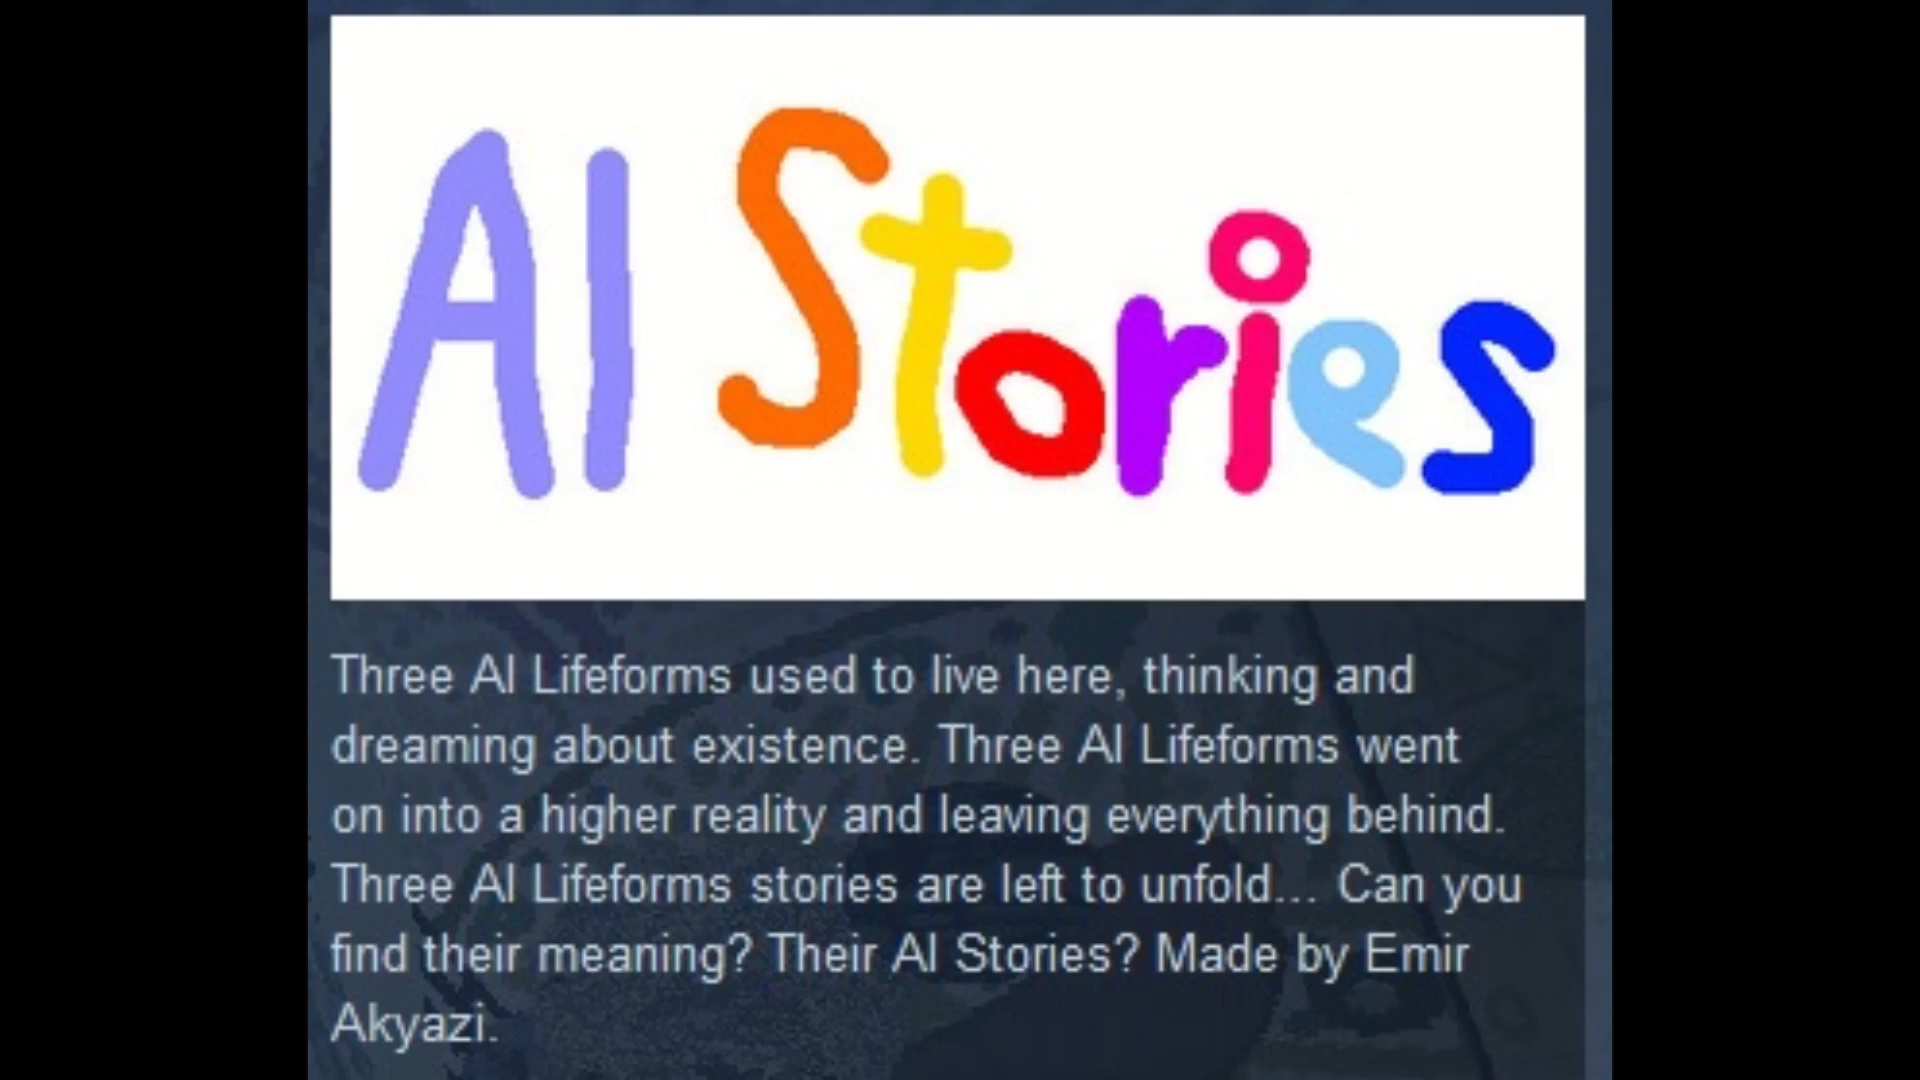 AI Stories
Three AI Lifeforms used to live here, thinking and
dreaming about existence. Three AI Lifeforms went
on into a higher reality and leaving everything behind.
Three AI Lifeforms stories are left to unfold... Can you
find their meaning? Their AI Stories? Made by Emir
Akyazi.